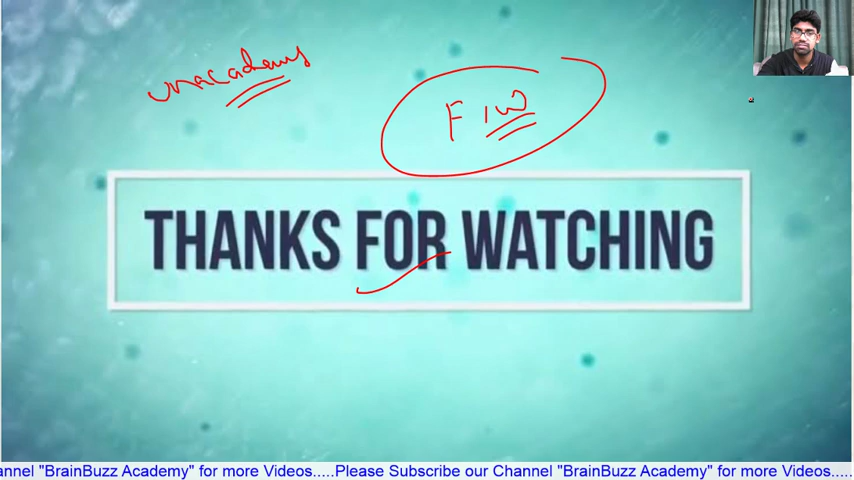 unacademy
THANKS FOR WATCHING
annel "BrainBuzz Academy" for more Videos.....Please Subscribe our Channel "BrainBuzz Academy" for more Videos.....